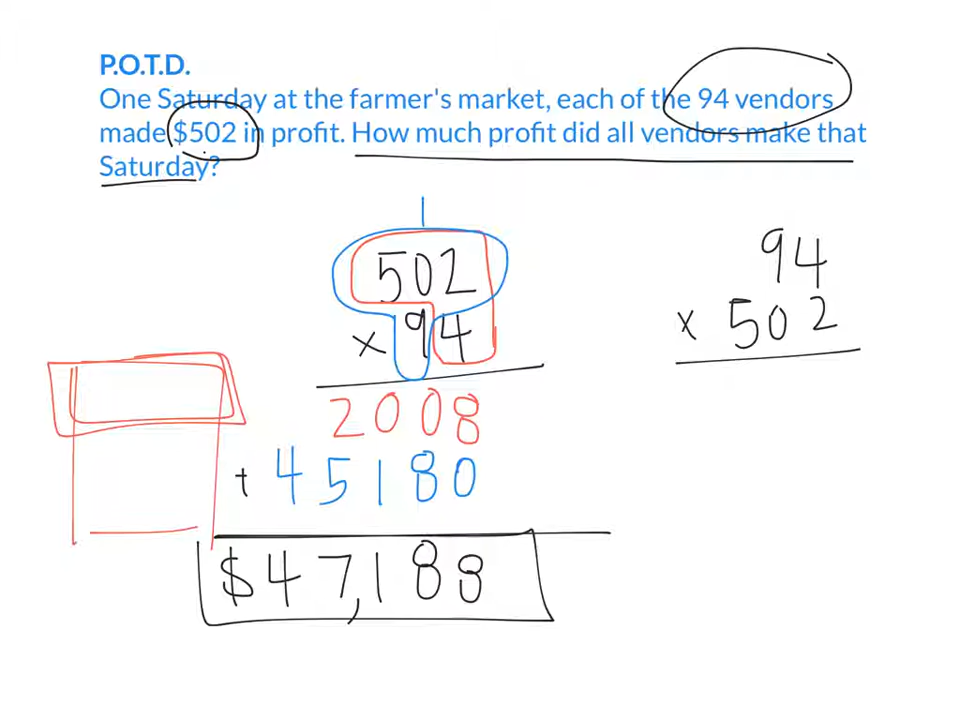 P.O.T.D.
One Saturday at the farmer's market, each of the 94 vendors
made $502 in profit. How much profit did all vendors make that
Saturday?
1
502
x 94
2008
+ 45180
$47,188
94
x 502